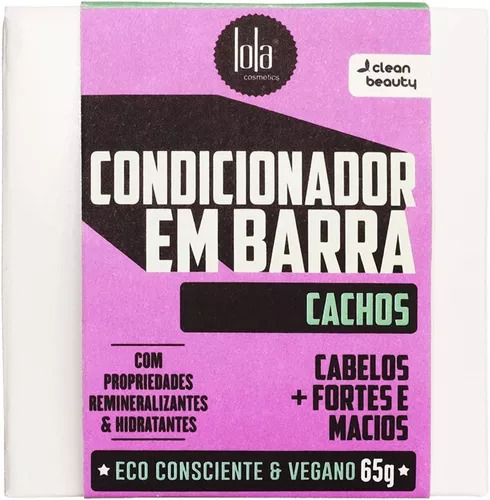 lola
cosmetics
clean
beauty
CONDICIONADOR
EM BARRA
CACHOS
COM
PROPRIEDADES
REMINERALIZANTES
& HIDRATANTES
CABELOS
+ FORTES E
MACIOS
★ ECO CONSCIENTE & VEGANO 65g ★